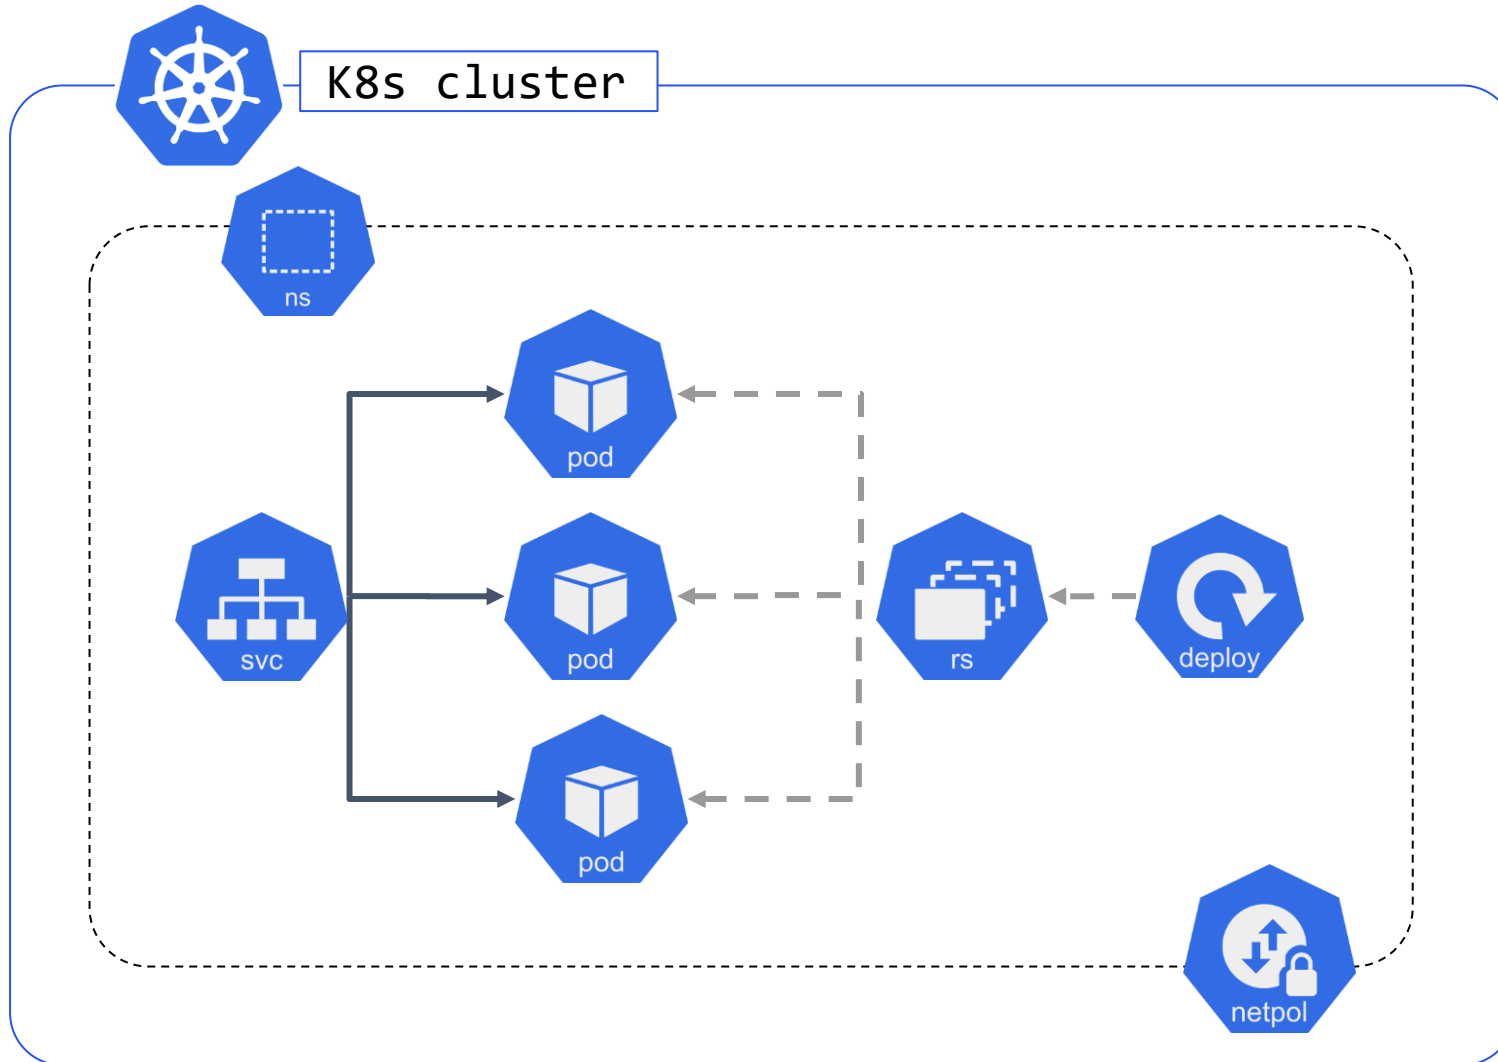 K8s cluster
ns
pod
svc
pod
rs
deploy
pod
netpol